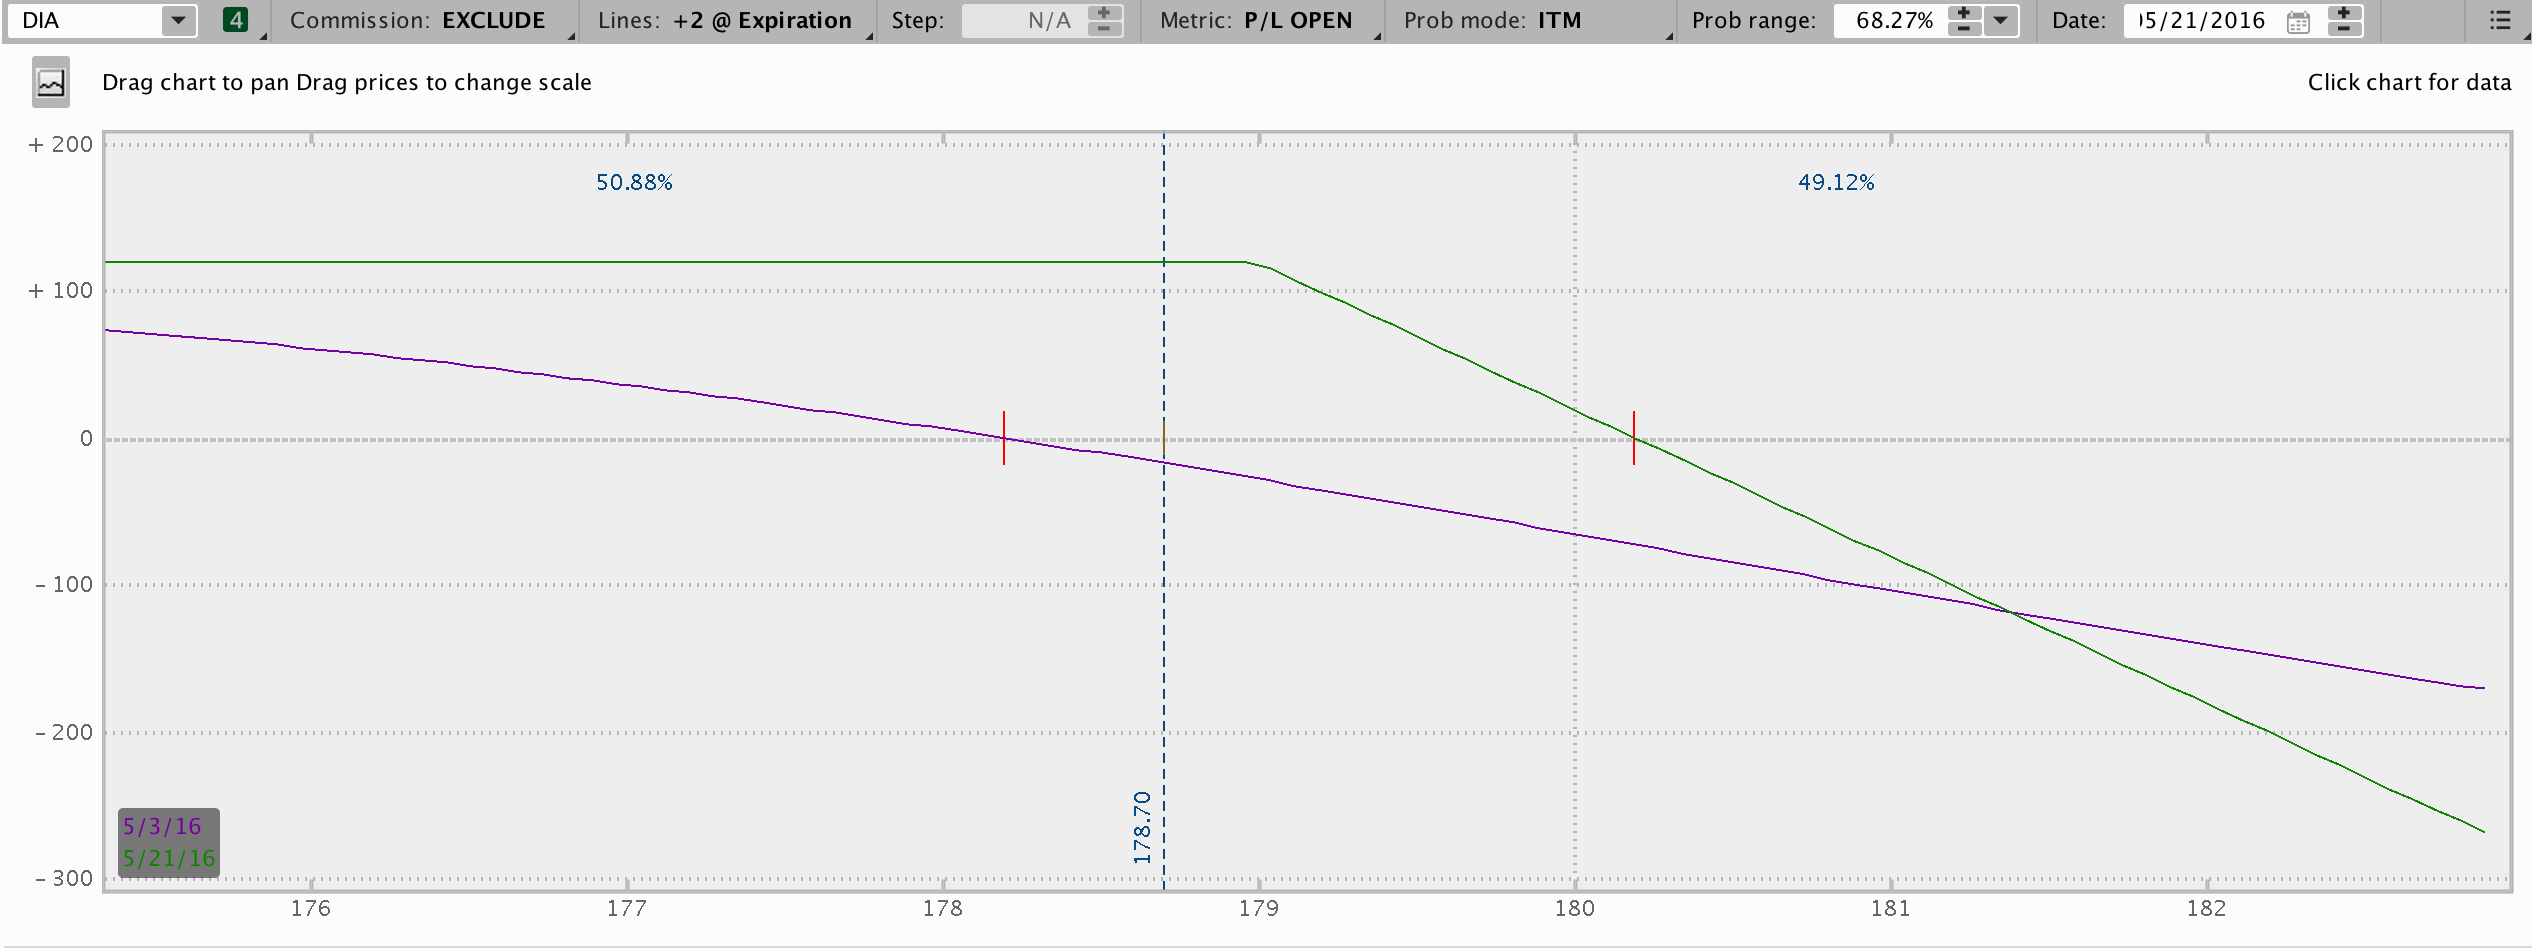 DIA 4 Commission: EXCLUDE Lines: +2 @ Expiration Step: N/A Metric: P/L OPEN Prob mode: ITM Prob range: 68.27% Date: 05/21/2016
Drag chart to pan Drag prices to change scale
Click chart for data
+ 200
50.88%
49.12%
+ 100
0
- 100
- 200
178.70
5/3/16
5/21/16
- 300
176 177 178 179 180 181 182